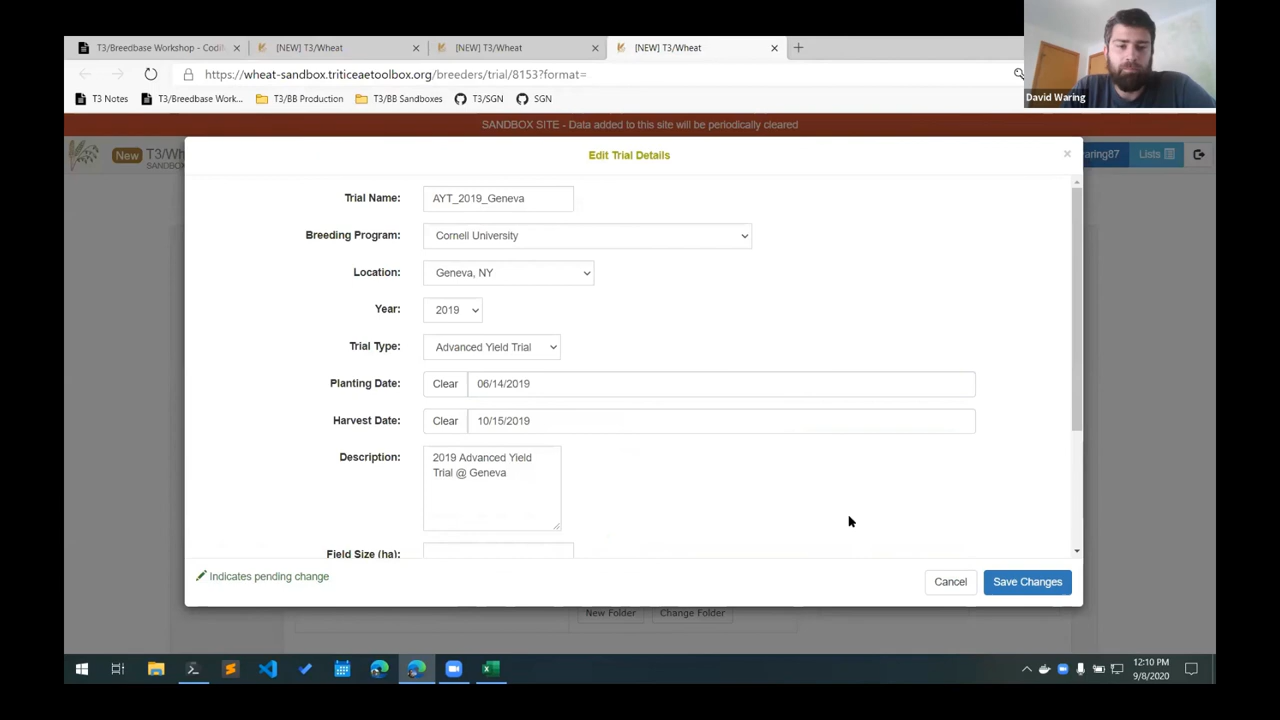 T3/Breedbase Workshop - Codi
[NEW] T3/Wheat
[NEW] T3/Wheat
[NEW] T3/Wheat
https://wheat-sandbox.triticeaetoolbox.org/breeders/trial/8153?format=
T3 Notes
T3/Breedbase Work...
T3/BB Production
T3/BB Sandboxes
T3/SGN
SGN
David Waring
SANDBOX SITE - Data added to this site will be periodically cleared
New
T3/Wh
SANDBO
aring87
Lists
Edit Trial Details
×
Trial Name:
AYT_2019_Geneva
Breeding Program:
Cornell University
Location:
Geneva, NY
Year:
2019
Trial Type:
Advanced Yield Trial
Planting Date:
Clear
06/14/2019
Harvest Date:
Clear
10/15/2019
Description:
2019 Advanced Yield
Trial @ Geneva
Field Size (ha):
Indicates pending change
Cancel
Save Changes
New Folder
Change Folder
12:10 PM
9/8/2020